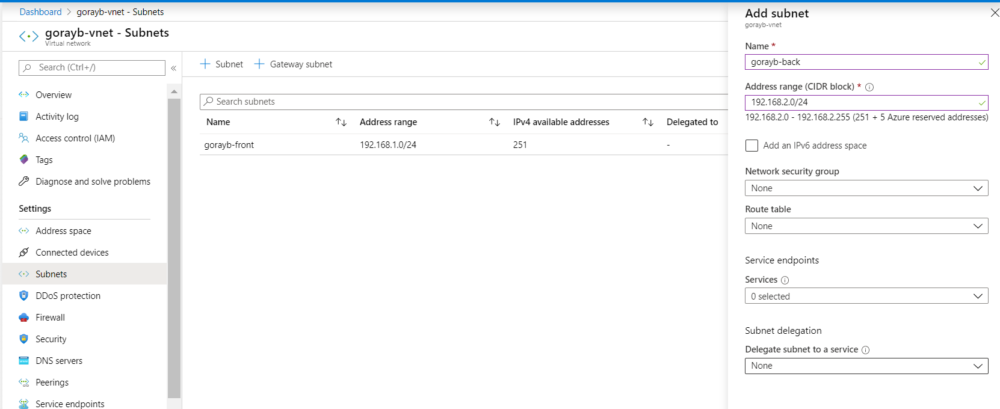 Dashboard > gorayb-vnet - Subnets
gorayb-vnet - Subnets
Virtual network
Search (Ctrl+/)
«
Overview
Activity log
Access control (IAM)
Tags
Diagnose and solve problems
Settings
Address space
Connected devices
Subnets
DDoS protection
Firewall
Security
DNS servers
Peerings
Service endpoints
+ Subnet + Gateway subnet
Search subnets
Name ↑↓ Address range ↑↓ IPv4 available addresses ↑↓ Delegated to
gorayb-front 192.168.1.0/24 251 -
Add subnet
gorayb-vnet
Name *
gorayb-back
Address range (CIDR block) *
192.168.2.0/24
192.168.2.0 - 192.168.2.255 (251 + 5 Azure reserved addresses)
Add an IPv6 address space
Network security group
None
Route table
None
Service endpoints
Services
0 selected
Subnet delegation
Delegate subnet to a service
None